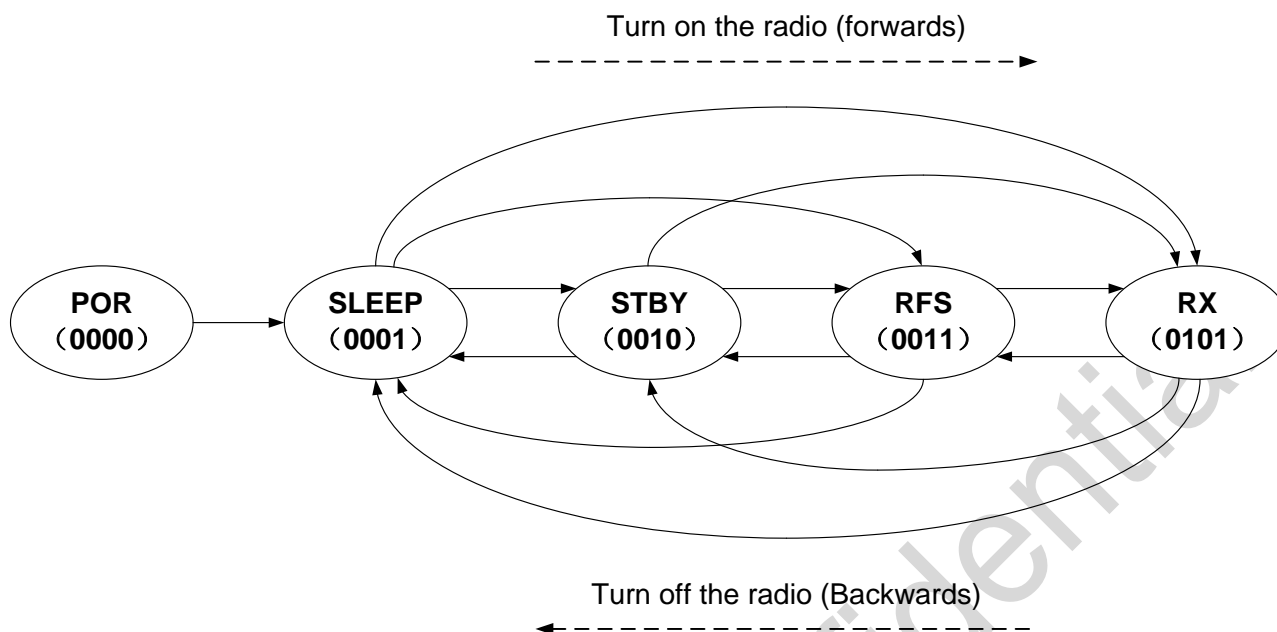 Turn on the radio (forwards)
POR
（0000）
SLEEP
（0001）
STBY
（0010）
RFS
（0011）
RX
（0101）
Turn off the radio (Backwards)